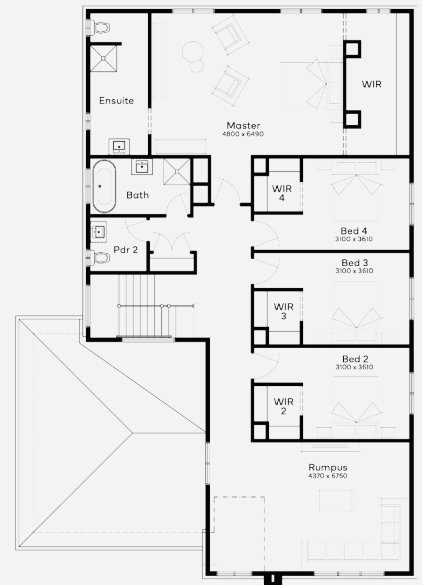 Ensuite
WIR
Master
4800 x 6490
Bath
WIR
4
Bed 4
3100 x 3610
Pdr 2
Bed 3
3100 x 3610
WIR
3
Bed 2
3100 x 3610
WIR
2
Rumpus
4370 x 6750